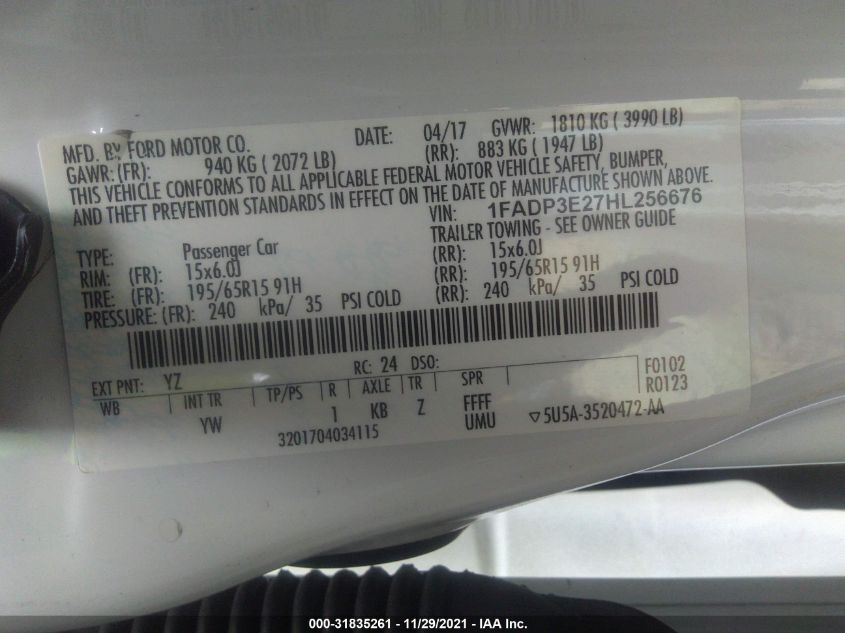 MFD. BY FORD MOTOR CO. DATE: 04/17 GVWR: 1810 KG ( 3990 LB)
GAWR: (FR): 940 KG ( 2072 LB) (RR): 883 KG ( 1947 LB)
THIS VEHICLE CONFORMS TO ALL APPLICABLE FEDERAL MOTOR VEHICLE SAFETY, BUMPER,
AND THEFT PREVENTION STANDARDS IN EFFECT ON THE DATE OF MANUFACTURE SHOWN ABOVE.
VIN: 1FADP3E27HL256676
TYPE: Passenger Car TRAILER TOWING - SEE OWNER GUIDE
RIM: (FR): 15x6.0J (RR): 15x6.0J
TIRE: (FR): 195/65R15 91H (RR): 195/65R15 91H
PRESSURE: (FR): 240 kPa/ 35 PSI COLD (RR): 240 kPa/ 35 PSI COLD
EXT PNT: YZ RC: 24 DSO: F0102
WB INT TR TP/PS R AXLE TR SPR R0123
YW 1 KB Z FFFF
UMU ▽5U5A-3520472-AA
3201704034115
000-31835261 - 11/29/2021 - IAA Inc.